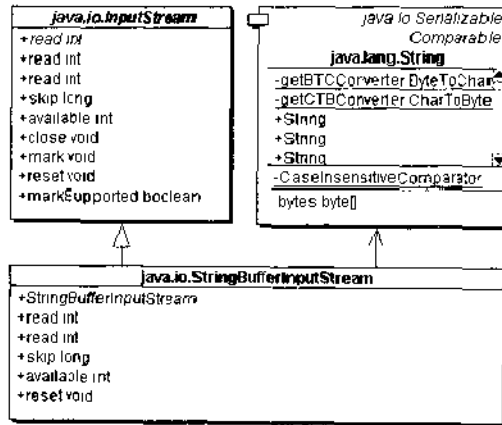 java.io.InputStream
+read int
+read int
+read int
+skip long
+available int
+close void
+mark void
+reset void
+markSupported boolean
java io Serializable
Comparable
java.lang.String
-getBTCConverter ByteToChar
-getCTBConverter CharToByte
+String
+String
+String
-CaseInsensitiveComparator
bytes byte[]
java.io.StringBufferInputStream
+StringBufferInputStream
+read int
+read int
+skip long
+available int
+reset void